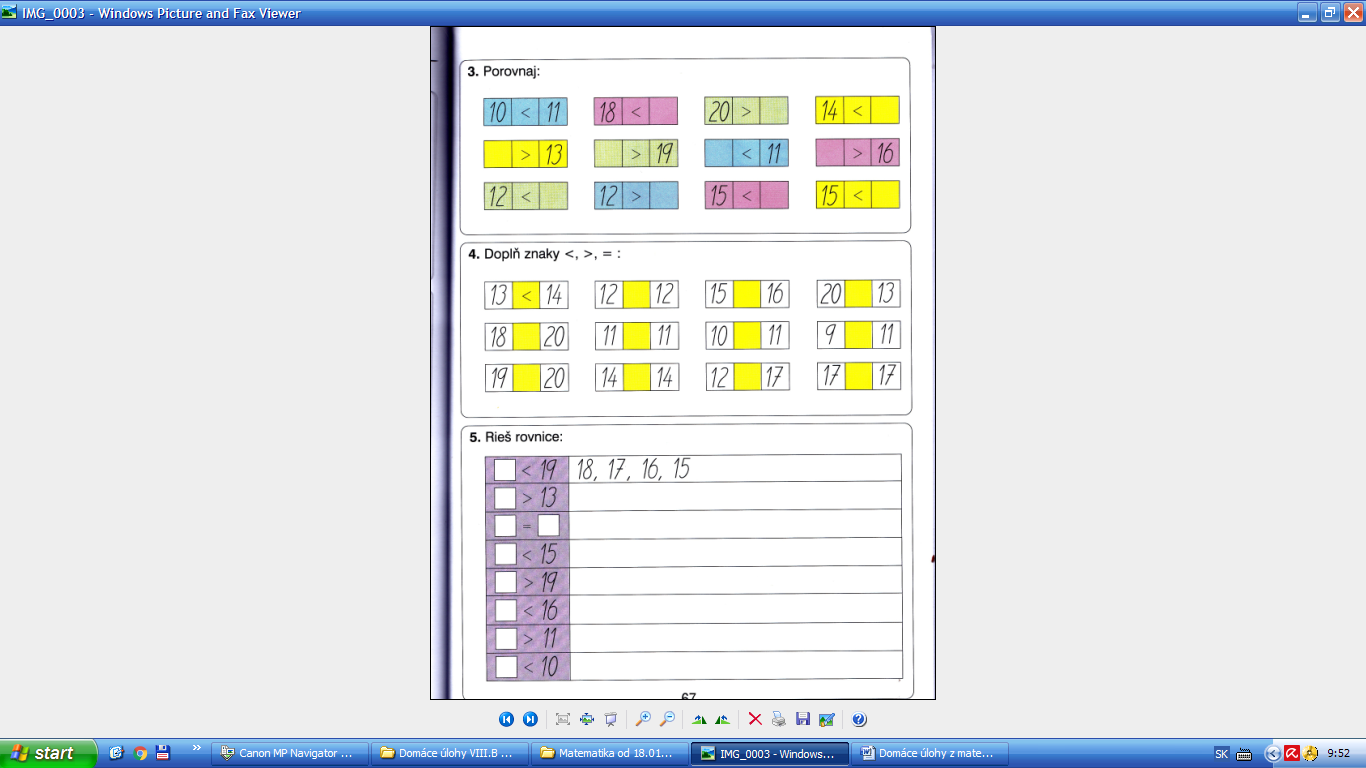 IMG_0003 - Windows Picture and Fax Viewer
3. Porovnaj:
10 < 11 18 < 20 > 14 <
> 13 > 19 < 11 > 16
12 < 12 > 15 < 15 <
4. Doplň znaky <, >, = :
13 < 14 12 12 15 16 20 13
18 20 11 11 10 11 9 11
19 20 14 14 12 17 17 17
5. Rieš rovnice:
< 19 18, 17, 16, 15
> 13
=
< 15
> 19
< 16
> 11
< 10
67
start Canon MP Navigator ... Domáce úlohy VIII.B ... Matematika od 18.01... IMG_0003 - Windows... Domáce úlohy z mate... SK 9:52